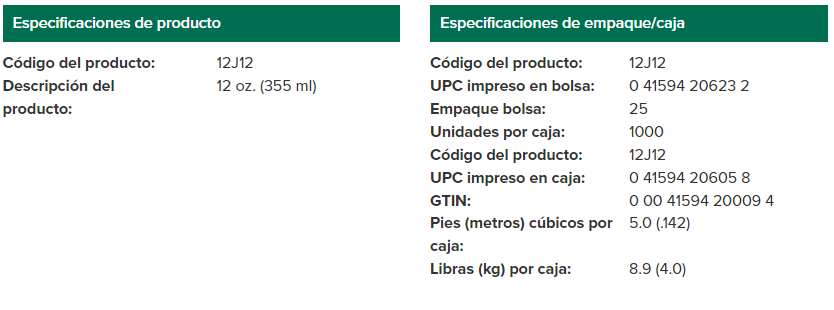 Especificaciones de producto
Código del producto: 12J12
Descripción del 12 oz. (355 ml)
producto:
Especificaciones de empaque/caja
Código del producto: 12J12
UPC impreso en bolsa: 0 41594 20623 2
Empaque bolsa: 25
Unidades por caja: 1000
Código del producto: 12J12
UPC impreso en caja: 0 41594 20605 8
GTIN: 0 00 41594 20009 4
Pies (metros) cúbicos por 5.0 (.142)
caja:
Libras (kg) por caja: 8.9 (4.0)